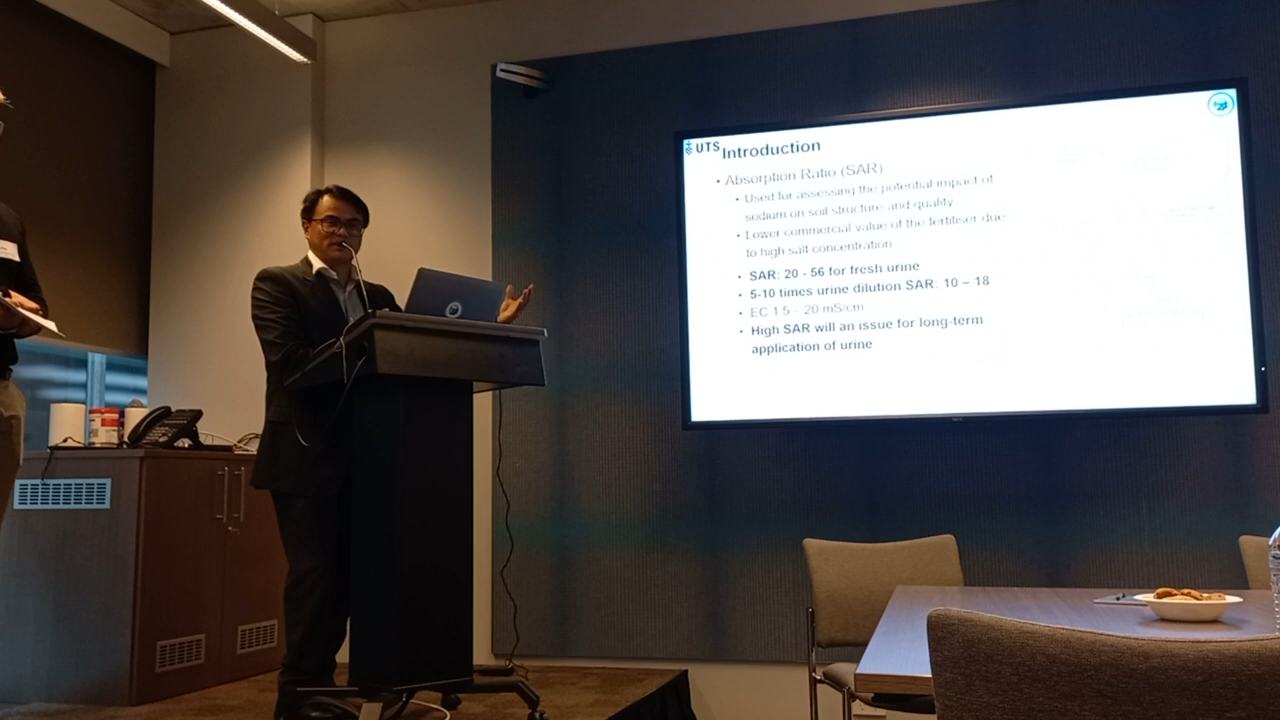 UTS
Introduction
• Absorption Ratio (SAR)
• Used for assessing the potential impact of
sodium on soil structure and quality
• Lower commercial value of the fertiliser due
to high salt concentration
• SAR: 20 - 56 for fresh urine
• 5-10 times urine dilution SAR: 10 – 18
• EC 1.5 – 20 mS/cm
• High SAR will an issue for long-term
application of urine